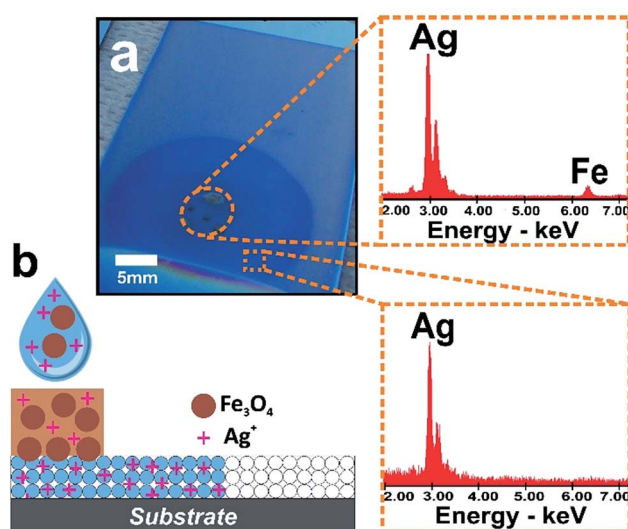 a
5mm
Ag
Fe
2.00 3.00 4.00 5.00 6.00 7.00
Energy - keV
b
Fe₃O₄
Ag⁺
Substrate
Ag
2.00 3.00 4.00 5.00 6.00 7.00
Energy - keV